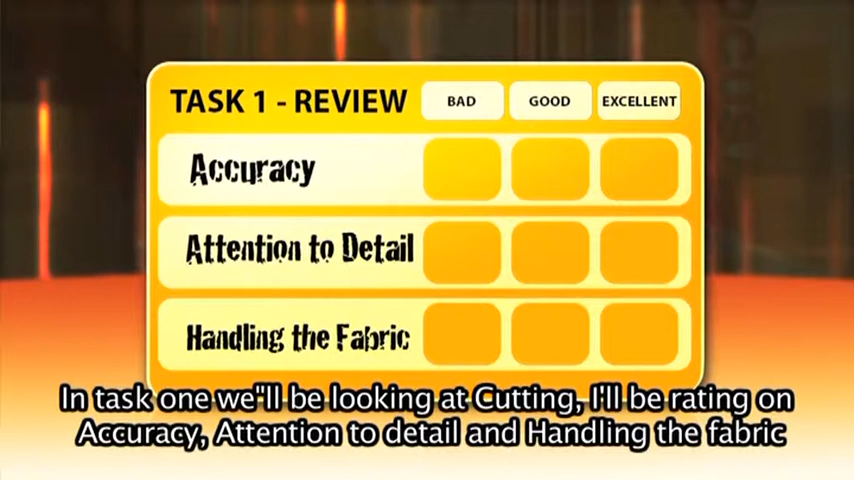 TASK 1 - REVIEW BAD GOOD EXCELLENT
Accuracy
Attention to Detail
Handling the Fabric
In task one we"ll be looking at Cutting, I'll be rating on
Accuracy, Attention to detail and Handling the fabric